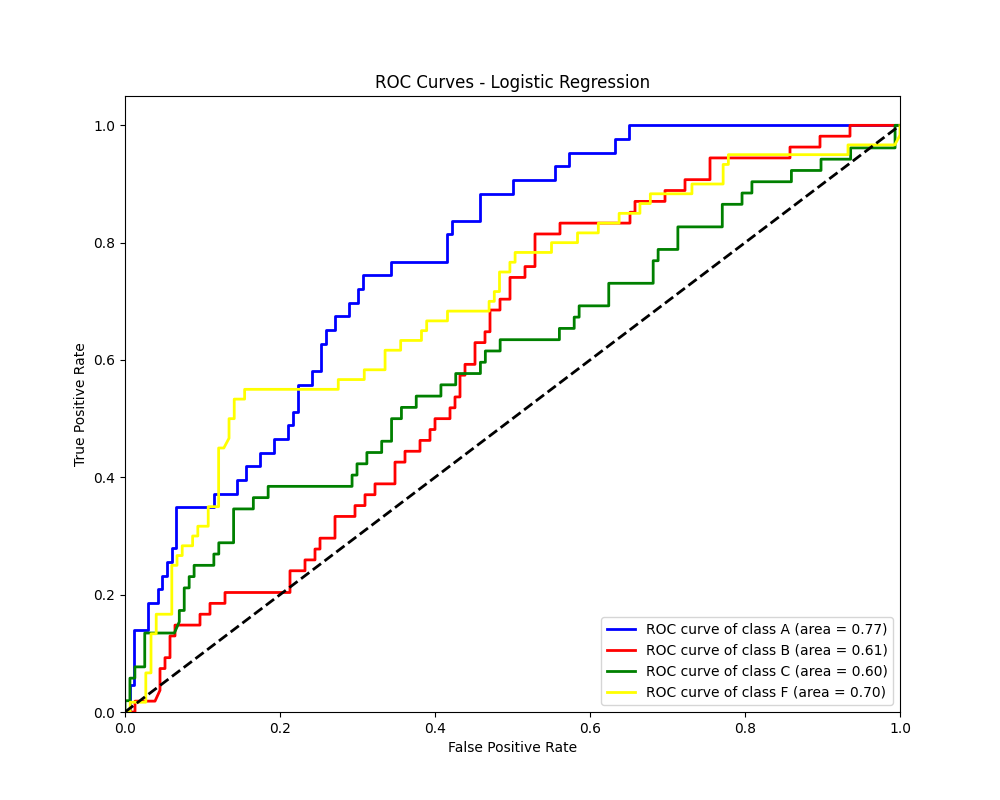 ROC Curves - Logistic Regression
True Positive Rate
1.0
0.8
0.6
0.4
0.2
0.0
0.0 0.2 0.4 0.6 0.8 1.0
False Positive Rate
ROC curve of class A (area = 0.77)
ROC curve of class B (area = 0.61)
ROC curve of class C (area = 0.60)
ROC curve of class F (area = 0.70)